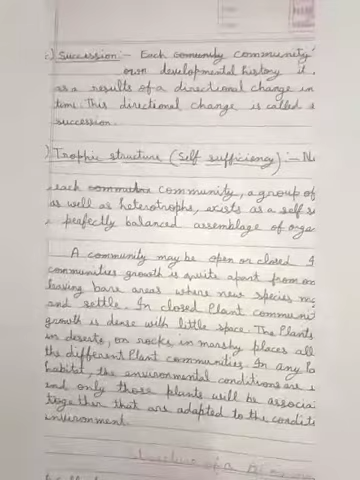 ) Succession:- Each comunity community
own developmental history it
as a results of a directional change in
time. This directional change is called
succession.
) Trophic structure (Self sufficiency):-
each community, a group of
as well as heterotrophs, exists as a self
perfectly balanced assemblage of
A community may be open or closed
communities growth is quite apart from
having bare areas where new species
and settle. In closed Plant
growth is dense with little space. The Plants
in deserts, on rocks in marshy places all
the different Plant communities. In any
habitat, the environmental conditions are
and only those plants will be
together that are adapted to the
invernment